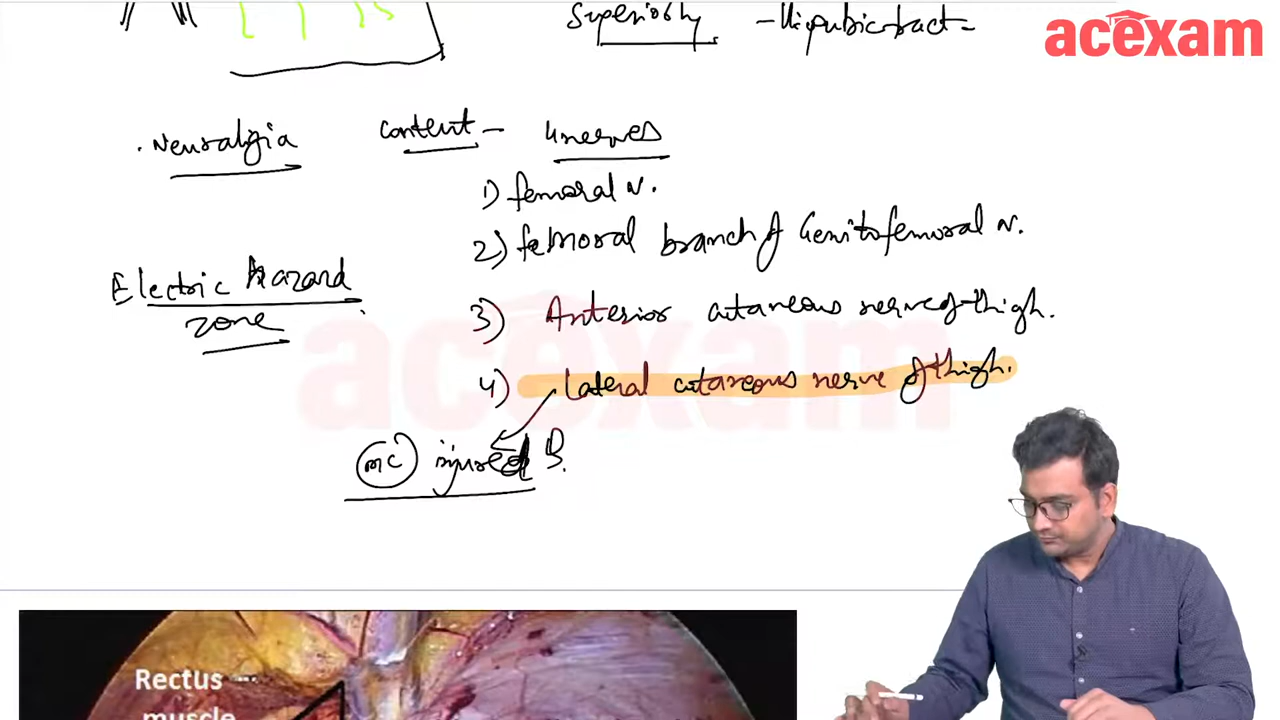 Superiorly - Iliopubic tract -
acexam
. Neuralgia
content - 4 nerves
1) femoral N.
2) femoral branch of Genitofemoral N.
Electric hazard
zone
3) Anterior cutaneous nerve of thigh.
4) Lateral cutaneous nerve of thigh.
acexam
mc injured
Rectus
muscle